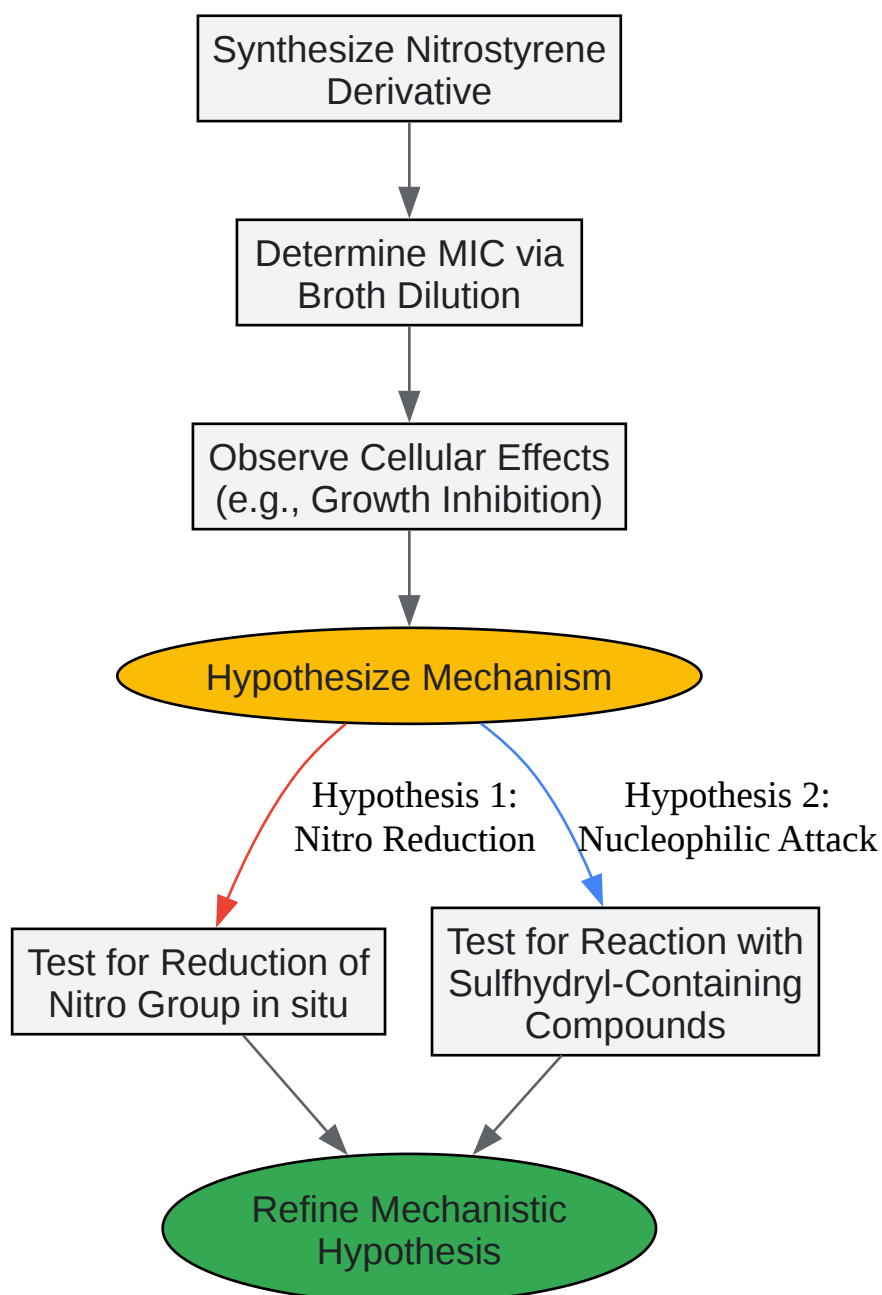 Synthesize Nitrostyrene
Derivative
Determine MIC via
Broth Dilution
Observe Cellular Effects
(e.g., Growth Inhibition)
Hypothesize Mechanism
Hypothesis 1:
Nitro Reduction
Hypothesis 2:
Nucleophilic Attack
Test for Reduction of
Nitro Group in situ
Test for Reaction with
Sulfhydryl-Containing
Compounds
Refine Mechanistic
Hypothesis